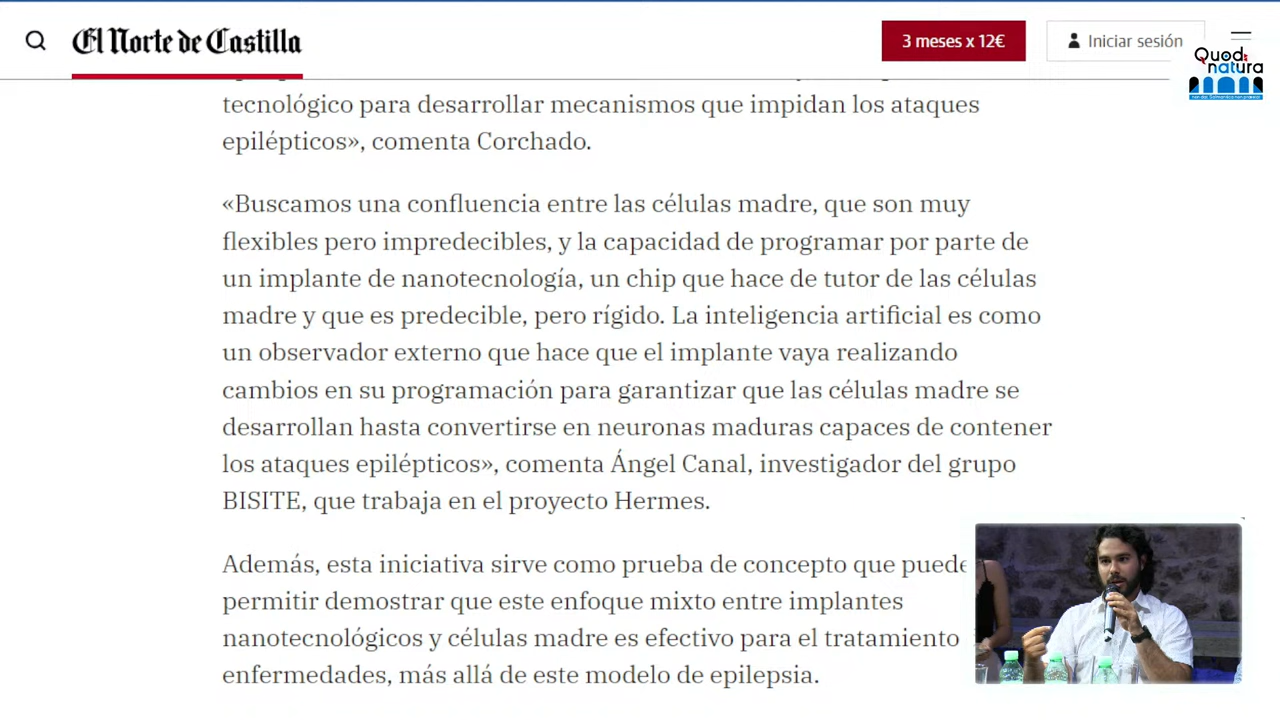 El Norte de Castilla
3 meses x 12€
Iniciar sesión
Quod
natura
tecnológico para desarrollar mecanismos que impidan los ataques
epilépticos», comenta Corchado.
«Buscamos una confluencia entre las células madre, que son muy
flexibles pero impredecibles, y la capacidad de programar por parte de
un implante de nanotecnología, un chip que hace de tutor de las células
madre y que es predecible, pero rígido. La inteligencia artificial es como
un observador externo que hace que el implante vaya realizando
cambios en su programación para garantizar que las células madre se
desarrollan hasta convertirse en neuronas maduras capaces de contener
los ataques epilépticos», comenta Ángel Canal, investigador del grupo
BISITE, que trabaja en el proyecto Hermes.
Además, esta iniciativa sirve como prueba de concepto que puede
permitir demostrar que este enfoque mixto entre implantes
nanotecnológicos y células madre es efectivo para el tratamiento
enfermedades, más allá de este modelo de epilepsia.